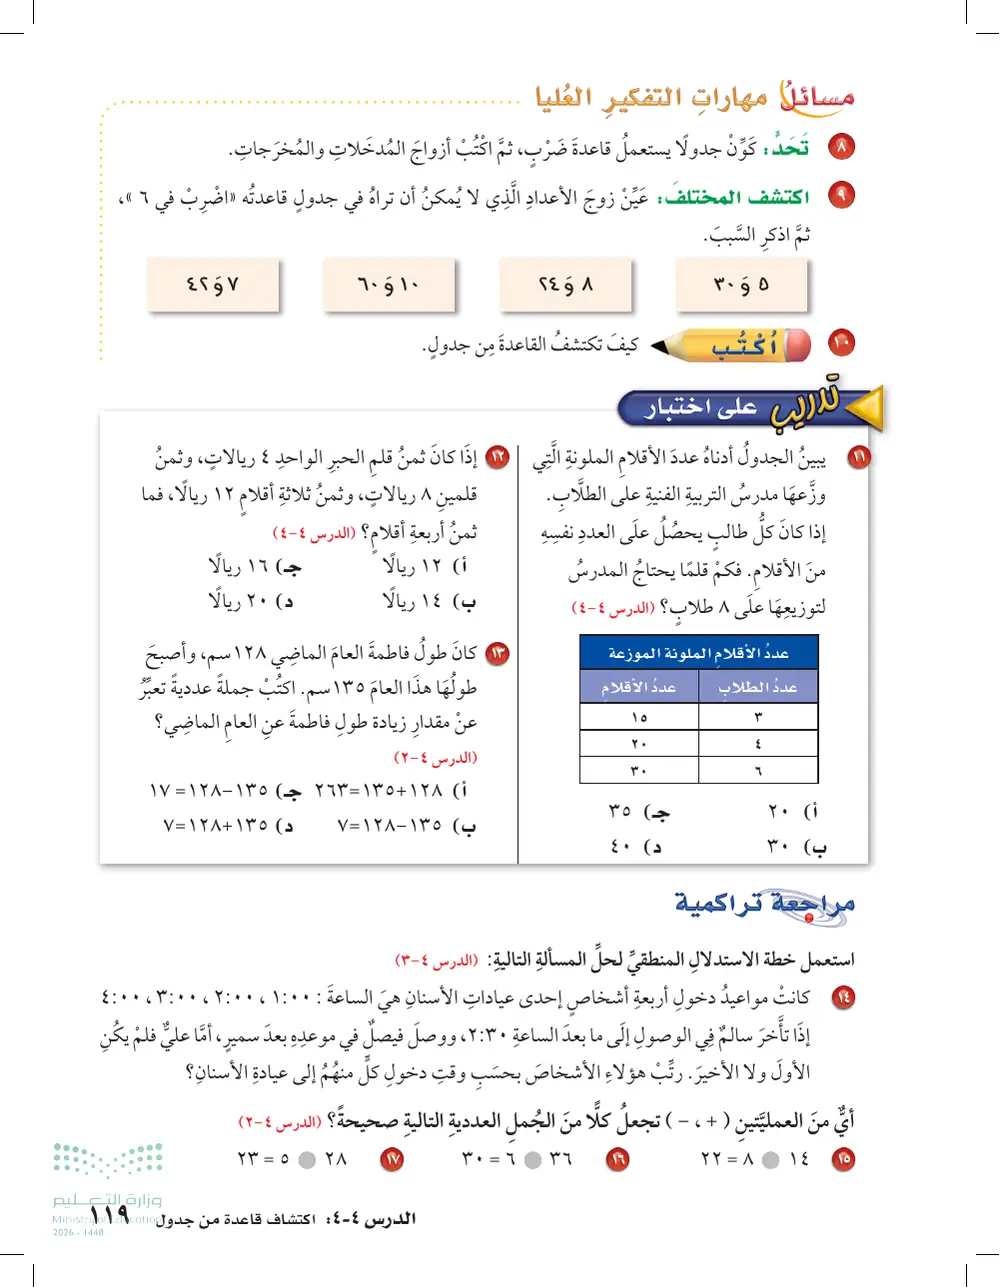 مسائلُ مهاراتِ التفكيرِ العُليا
٨ تَحَدٍّ: كَوِّنْ جدولًا يستعملُ قاعدةَ ضَرْبٍ، ثمَّ اكْتُبْ أزواجَ المُدخَلاتِ والمُخرَجاتِ.
٩ اكتشف المختلفَ: عَيِّنْ زوجَ الأعدادِ الَّذِي لا يُمكنُ أن تراهُ في جدولٍ قاعدتُه «اضْرِبْ في ٦ »،
ثمَّ اذكرِ السَّببَ.
٥ وَ ٣٠
٨ وَ ٢٤
١٠ وَ ٦٠
٧ وَ ٤٢
١٠ اُكْتُـب كيفَ تكتشفُ القاعدةَ مِن جدولٍ.
تدريب على اختبار
١١ يبينُ الجدولُ أدناهُ عددَ الأقلامِ الملونةِ الَّتِي
وزَّعهَا مدرسُ التربيةِ الفنيةِ على الطلَّابِ.
إذا كانَ كلُّ طالبٍ يحصُلُ علَى العددِ نفسِهِ
منَ الأقلامِ. فكمْ قلمًا يحتاجُ المدرسُ
لتوزيعِهَا علَى ٨ طلابٍ؟ (الدرس ٤-٤)
عددُ الأقلامِ الملونة الموزعة
عددُ الطلابِ عددُ الأقلامِ
٣ ١٥
٤ ٢٠
٦ ٣٠
أ) ٢٠ جـ) ٣٥
ب) ٣٠ د) ٤٠
١٢ إذَا كانَ ثمنُ قلمِ الحبرِ الواحدِ ٤ ريالاتٍ، وثمنُ
قلمينِ ٨ ريالاتٍ، وثمنُ ثلاثةِ أقلامٍ ١٢ ريالًا، فما
ثمنُ أربعةِ أقلامٍ؟ (الدرس ٤-٤)
أ) ١٢ ريالًا جـ) ١٦ ريالًا
ب) ١٤ ريالًا د) ٢٠ ريالًا
١٣ كانَ طولُ فاطمةَ العامَ الماضِي ١٢٨سم، وأصبحَ
طولُهَا هذَا العامَ ١٣٥سم. اكتُبْ جملةً عدديةً تعبِّرُ
عنْ مقدارِ زيادة طولِ فاطمةَ عنِ العامِ الماضِي؟
(الدرس ٤-٢)
أ) ١٢٨+١٣٥=٢٦٣ جـ) ١٣٥-١٢٨= ١٧
ب) ١٣٥-١٢٨=٧ د) ١٣٥+١٢٨=٧
مراجعة تراكمية
استعمل خطة الاستدلالِ المنطقيِّ لحلِّ المسألةِ التاليةِ: (الدرس ٤-٣)
١٤ كانتْ مواعيدُ دخولِ أربعةِ أشخاصٍ إحدى عياداتِ الأسنانِ هيَ الساعةَ : ١:٠٠ ، ٢:٠٠ ، ٣:٠٠ ، ٤:٠٠
إذَا تأَخرَ سالمٌ فِي الوصولِ إلَى ما بعدَ الساعةِ ٢:٣٠، ووصلَ فيصلٌ في موعدِهِ بعدَ سميرٍ، أمَّا عليٌّ فلمْ يكُنِ
الأولَ ولا الأخيرَ. رتِّبْ هؤلاءِ الأشخاصَ بحسَبِ وقتِ دخولِ كلٍّ منهُمُ إلى عيادةِ الأسنانِ؟
أيٌّ منَ العمليَّتينِ ( + ، - ) تجعلُ كلًّا منَ الجُملِ العدديةِ التاليةِ صحيحةً؟ (الدرس ٤-٢)
١٥ ١٤ ● ٨ = ٢٢ ١٦ ٣٦ ● ٦ = ٣٠ ١٧ ٢٨ ● ٥ = ٢٣
وزارة التعـليم
Ministry of Education
2026 - 1448
الدرس ٤-٤: اكتشاف قاعدة من جدول ١١٩